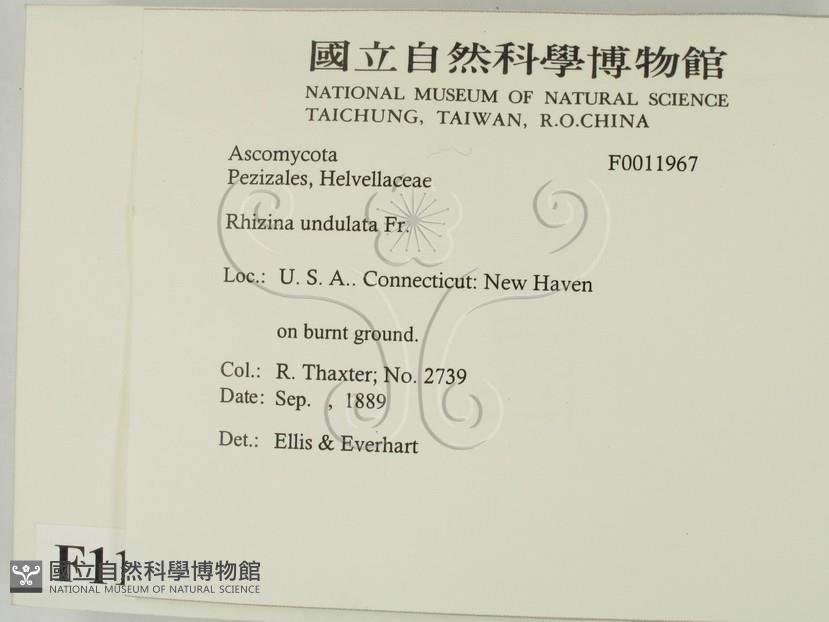 國立自然科學博物館
NATIONAL MUSEUM OF NATURAL SCIENCE
TAICHUNG, TAIWAN, R.O.CHINA
Ascomycota
F0011967
Pezizales, Helvellaceae
Rhizina undulata Fr.
Loc.: U. S. A.. Connecticut: New Haven
on burnt ground.
Col.: R. Thaxter; No. 2739
Date: Sep. , 1889
Det.: Ellis & Everhart
F11
國立自然科學博物館
NATIONAL MUSEUM OF NATURAL SCIENCE